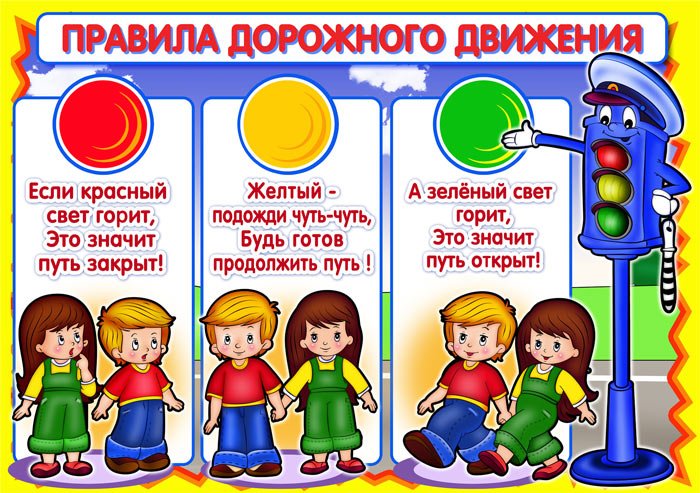 ПРАВИЛА ДОРОЖНОГО ДВИЖЕНИЯ
Если красный
свет горит,
Это значит
путь закрыт!
Желтый -
подожди чуть-чуть,
Будь готов
продолжить путь !
А зелёный свет
горит,
Это значит
путь открыт!